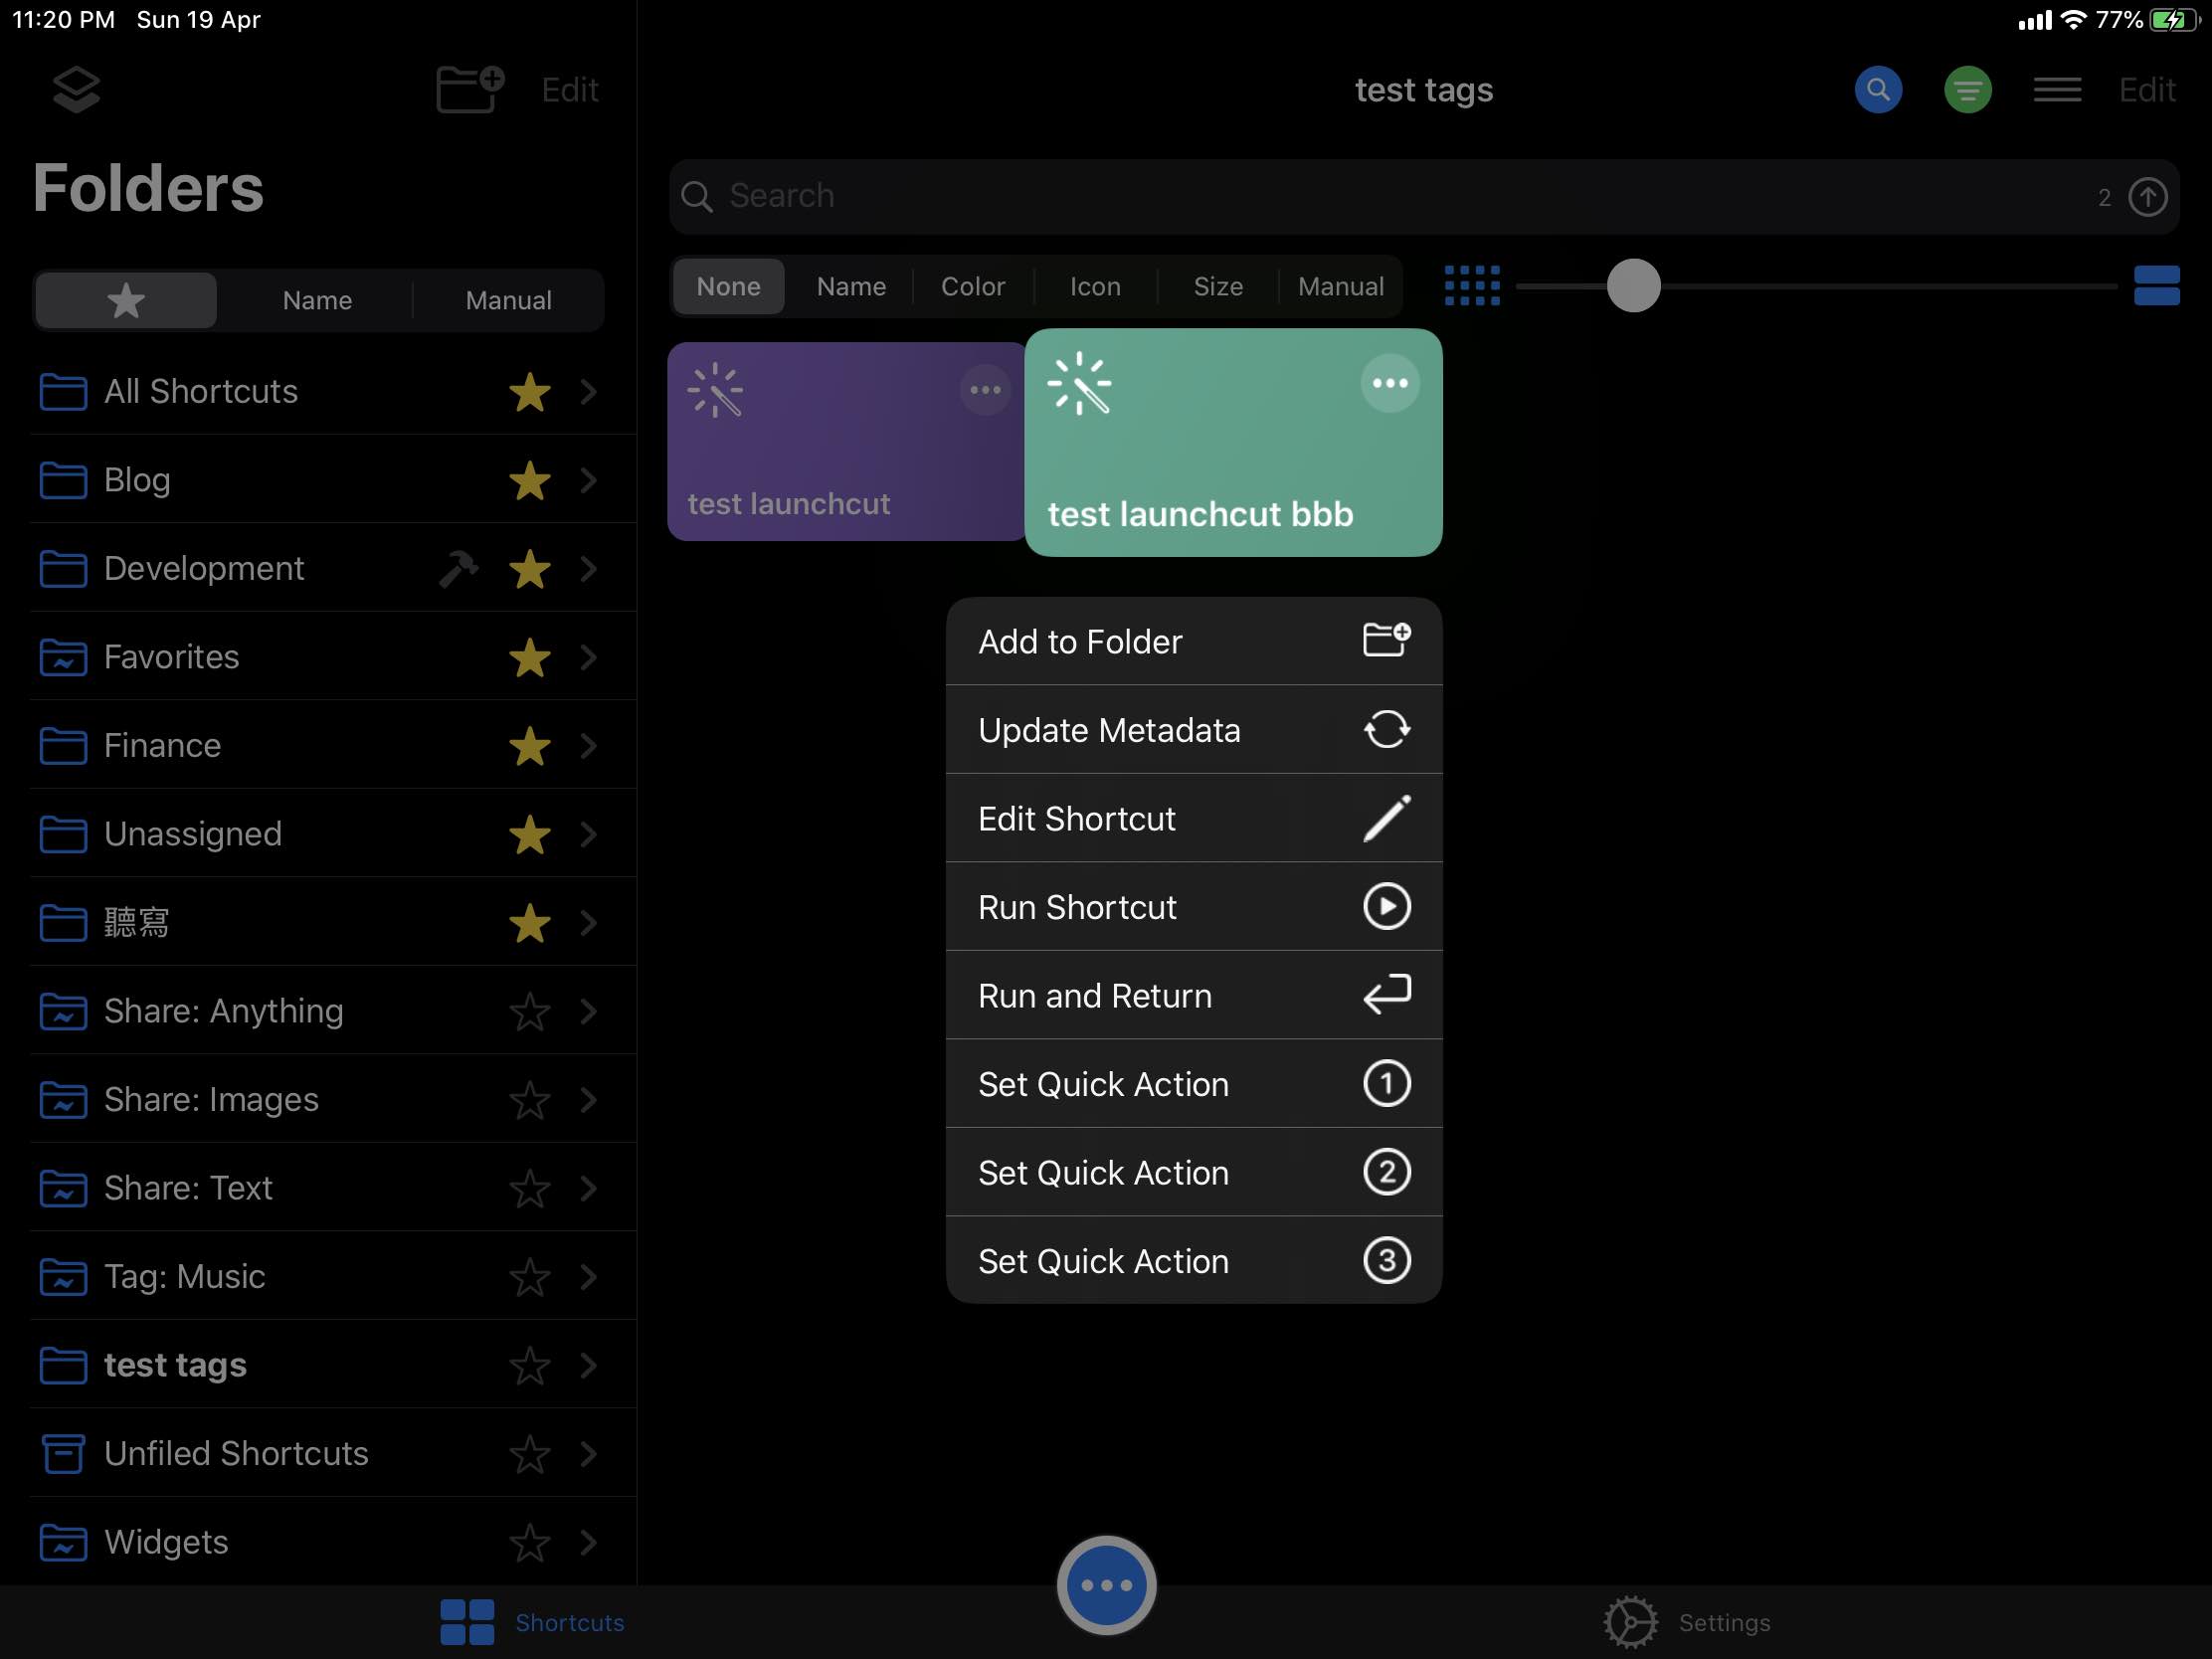 11:20 PM Sun 19 Apr
77%
Edit
test tags
Edit
Folders
Search
2
Name
Manual
None
Name
Color
Icon
Size
Manual
All Shortcuts
Blog
Development
Favorites
Finance
Unassigned
聽寫
Share: Anything
Share: Images
Share: Text
Tag: Music
test tags
Unfiled Shortcuts
Widgets
test launchcut
test launchcut bbb
Add to Folder
Update Metadata
Edit Shortcut
Run Shortcut
Run and Return
Set Quick Action 1
Set Quick Action 2
Set Quick Action 3
Shortcuts
Settings